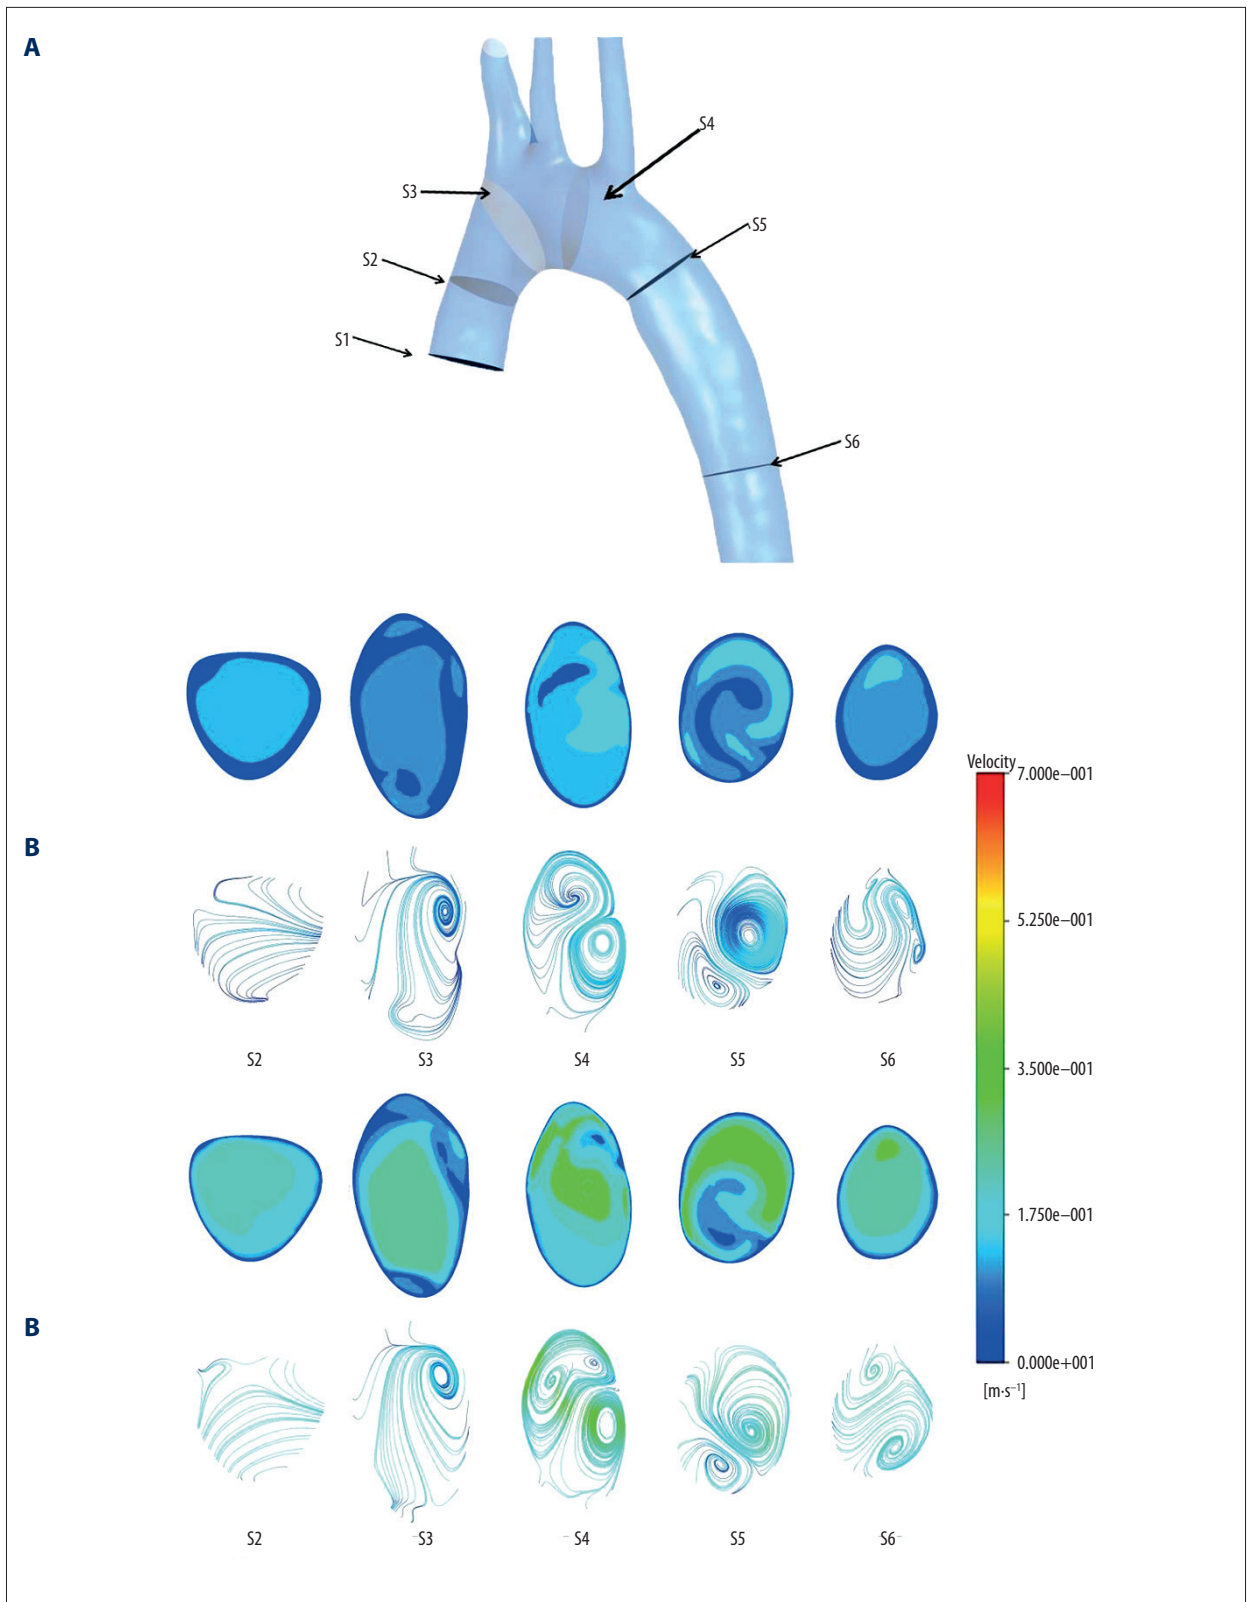 A
S4
S3
S5
S2
S1
S6
Velocity
7.000e–001
B
5.250e–001
S2 S3 S4 S5 S6
3.500e–001
1.750e–001
B
0.000e+001
[m·s⁻¹]
S2 S3 S4 S5 S6